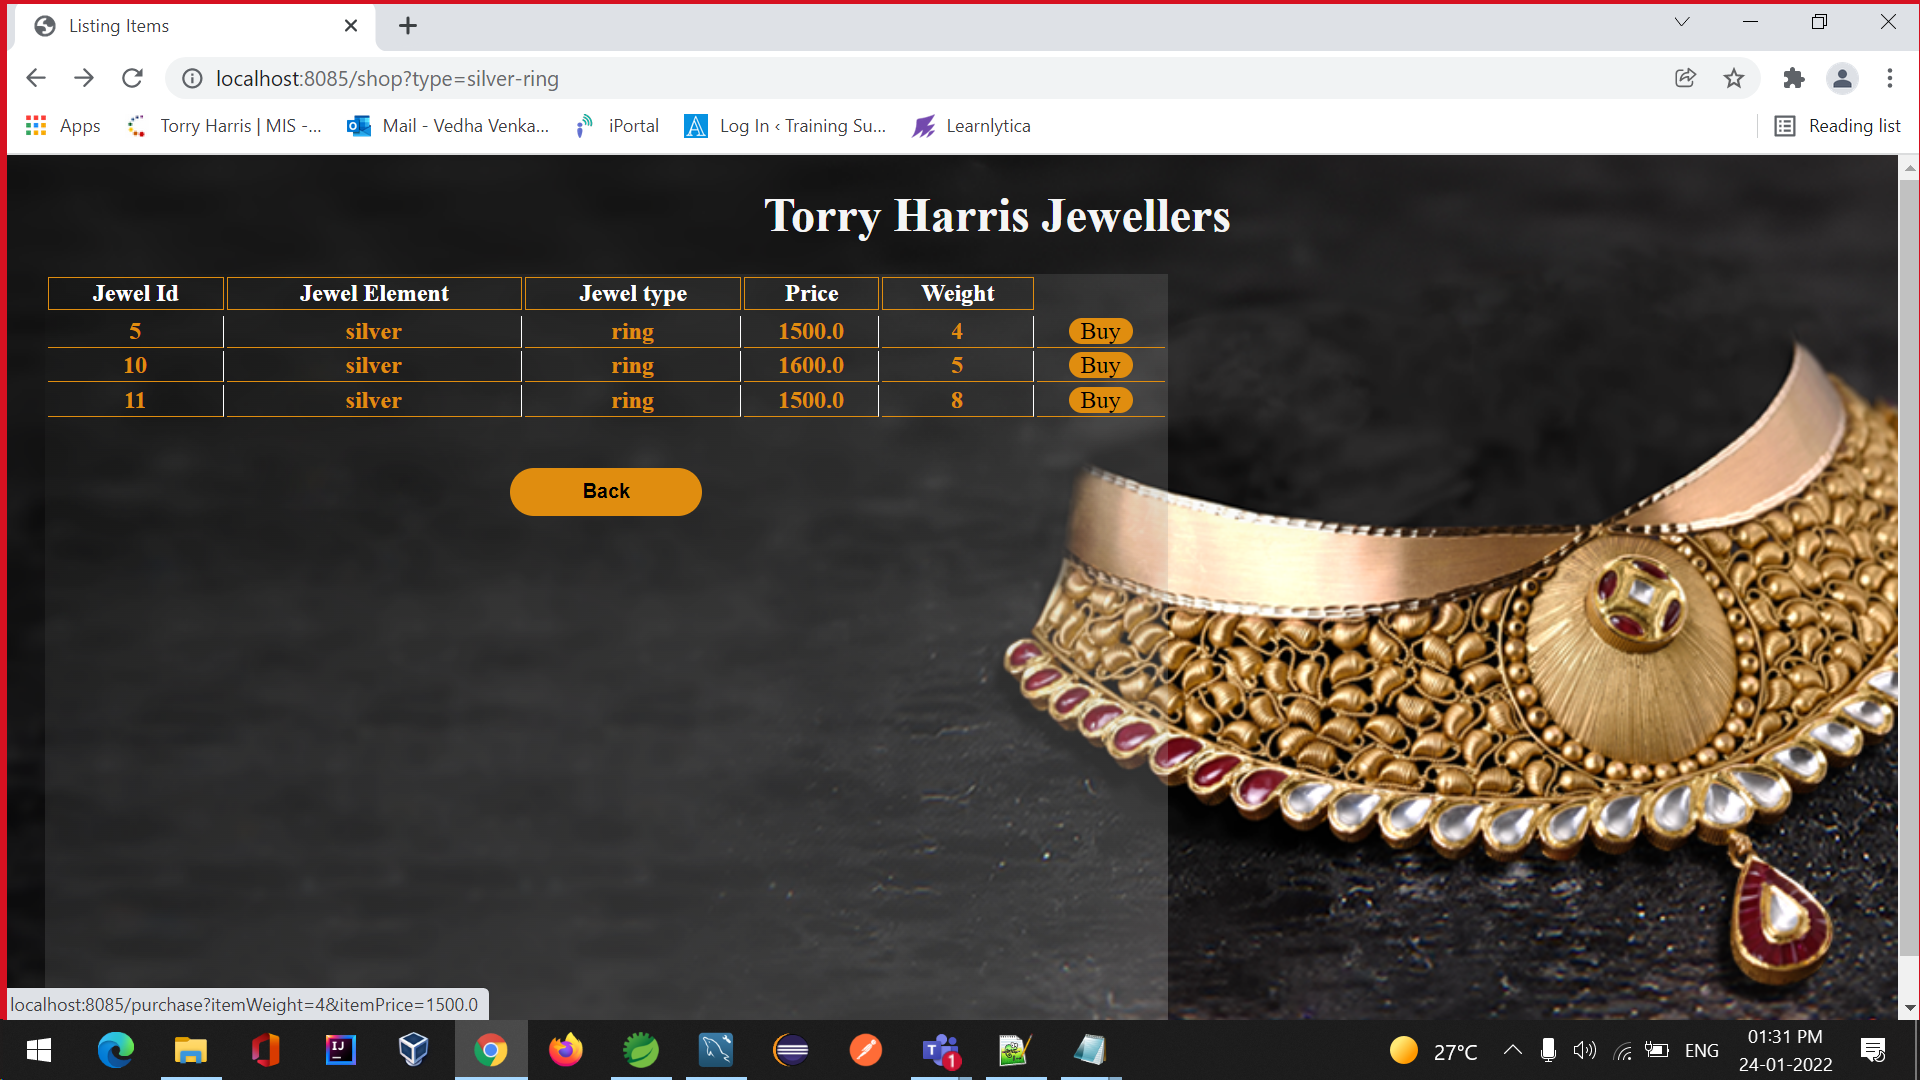 Listing Items
localhost:8085/shop?type=silver-ring
Apps Torry Harris | MIS -... Mail - Vedha Venka... iPortal Log In ‹ Training Su... Learnlytica Reading list
Torry Harris Jewellers
Jewel Id Jewel Element Jewel type Price Weight
5 silver ring 1500.0 4 Buy
10 silver ring 1600.0 5 Buy
11 silver ring 1500.0 8 Buy
Back
localhost:8085/purchase?itemWeight=4&itemPrice=1500.0
27°C ENG 01:31 PM
24-01-2022